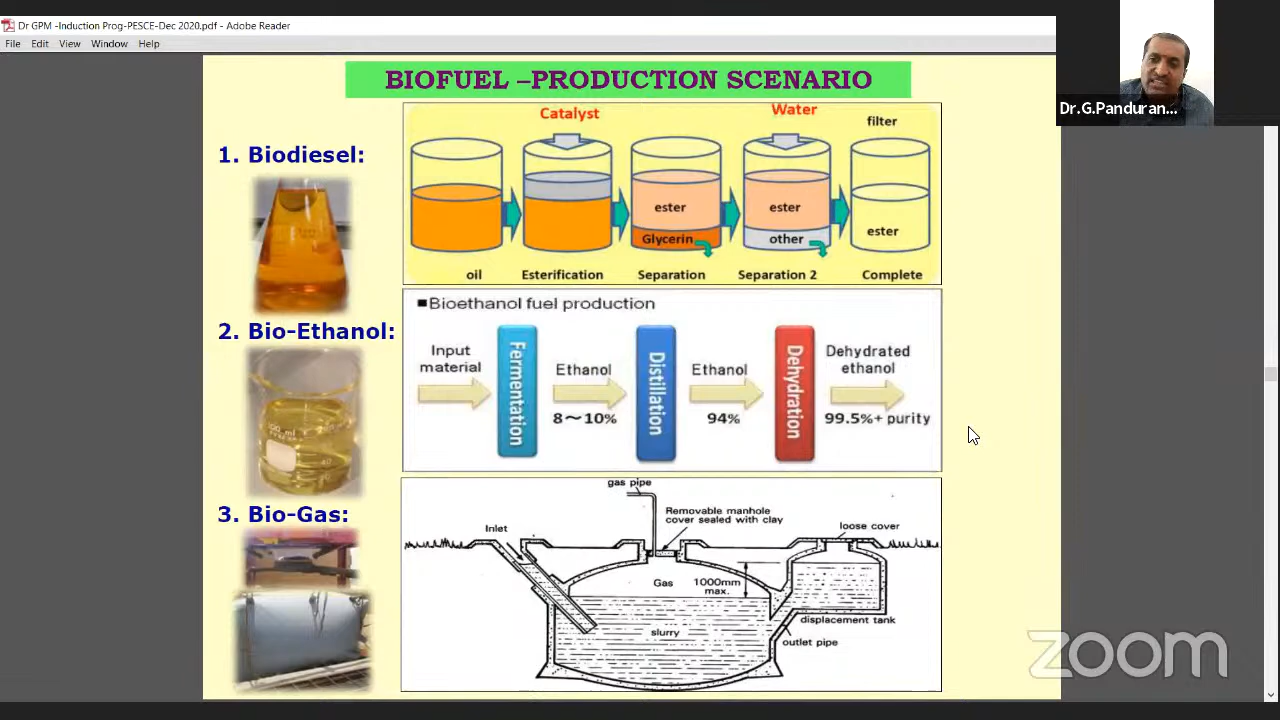 Dr GPM -Induction Prog-PESCE-Dec 2020.pdf - Adobe Reader
File Edit View Window Help
Dr.G.Panduran...
BIOFUEL –PRODUCTION SCENARIO
1. Biodiesel:
Catalyst
Water
filter
ester
ester
ester
Glycerin
other
oil
Esterification
Separation
Separation 2
Complete
2. Bio-Ethanol:
Bioethanol fuel production
Input
material
Fermentation
Ethanol
8～10%
Distillation
Ethanol
94%
Dehydration
Dehydrated
ethanol
99.5%+ purity
3. Bio-Gas:
gas pipe
Removable manhole
cover sealed with clay
Inlet
loose cover
Gas
1000mm
max.
slurry
displacement tank
outlet pipe
zoom